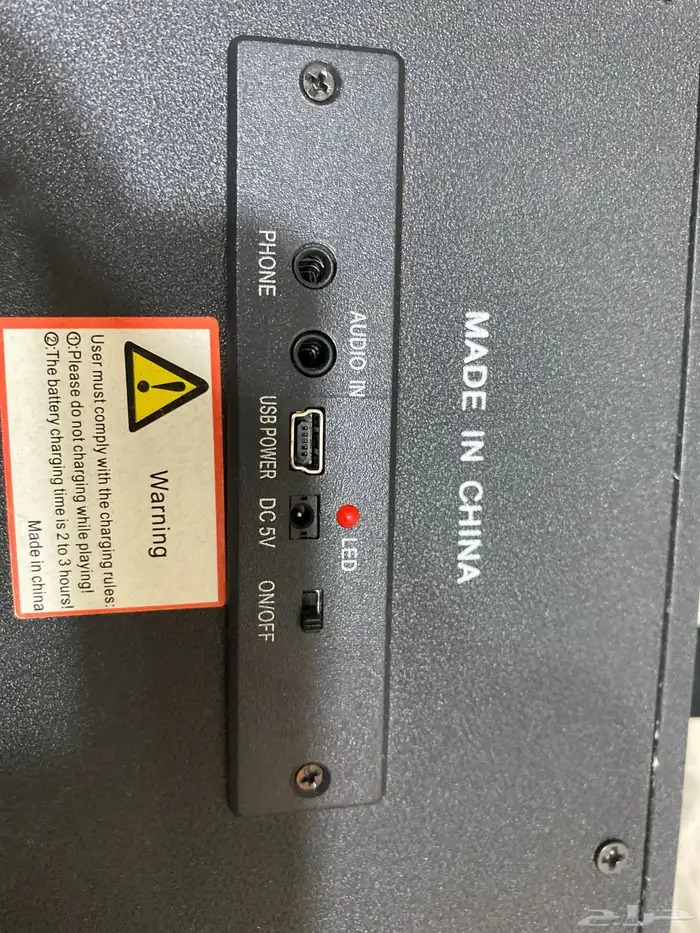 MADE IN CHINA
LED
AUDIO IN
PHONE
USB POWER
DC 5V
ON/OFF
Warning
User must comply with the charging rules:
①:Please do not charging while playing!
②:The battery charging time is 2 to 3 hours!
Made in china
حراج